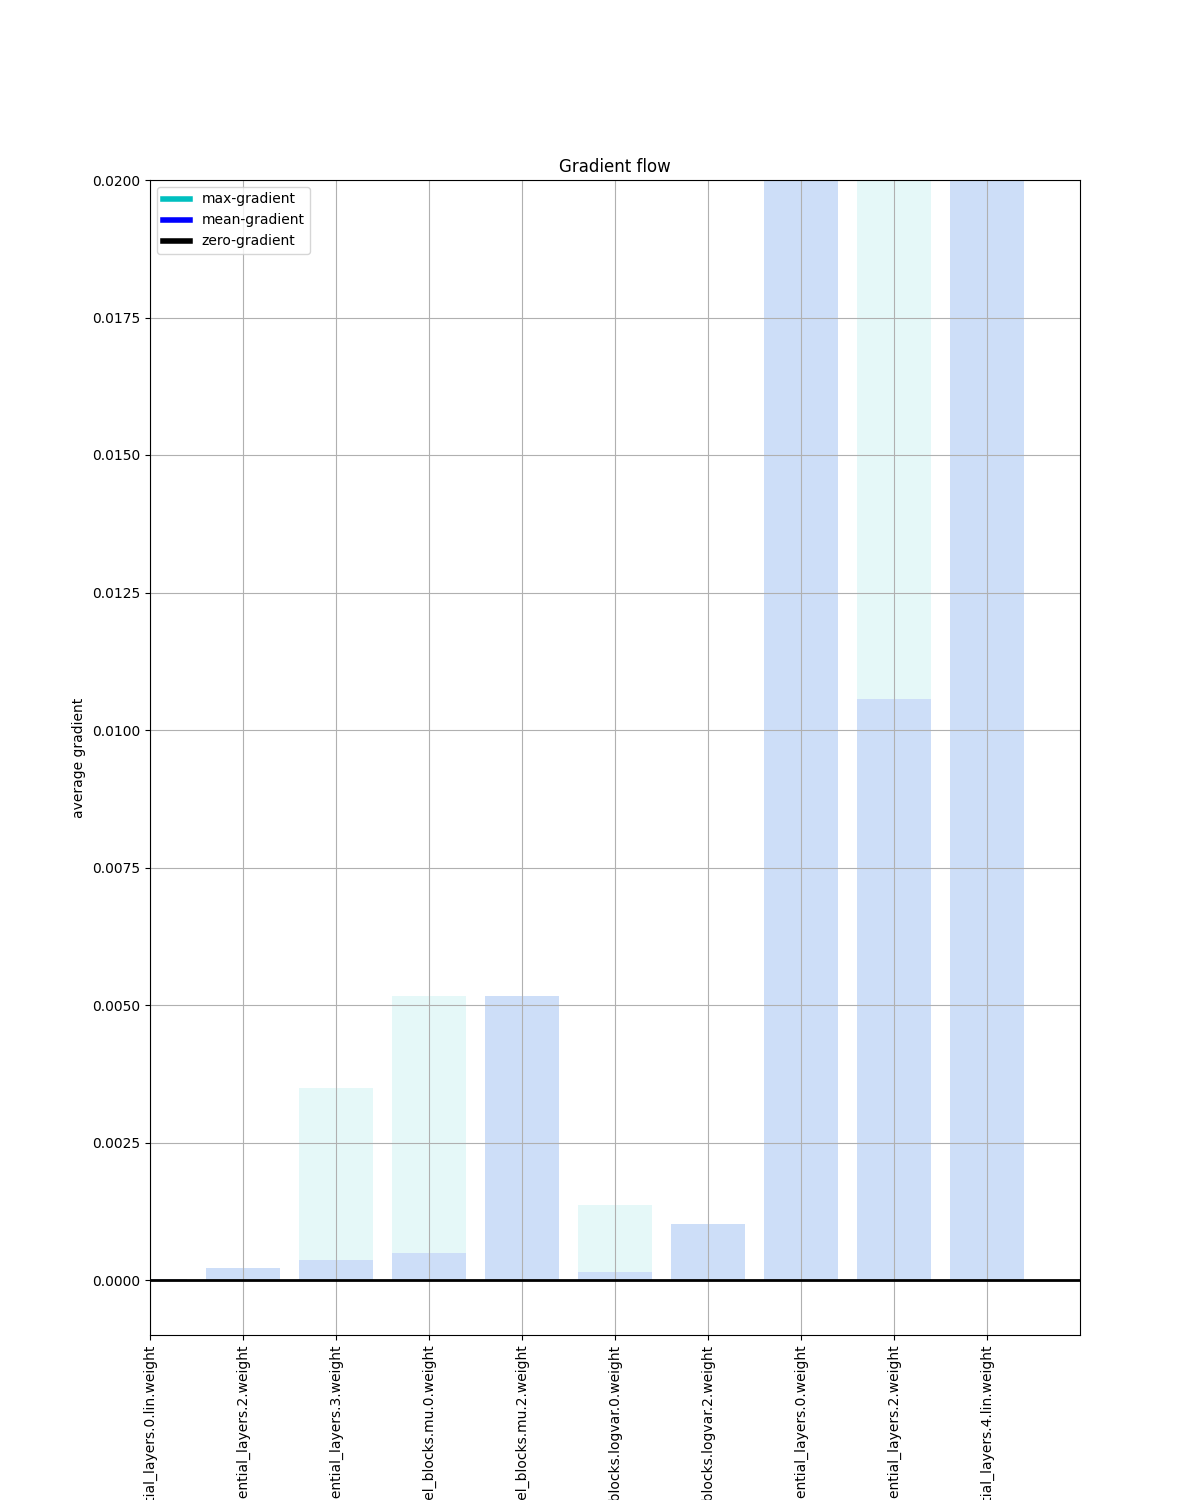 Gradient flow
max-gradient
mean-gradient
zero-gradient
0.0200
0.0175
0.0150
0.0125
0.0100
0.0075
0.0050
0.0025
0.0000
average gradient
tial_layers.0.lin.weight
ential_layers.2.weight
ential_layers.3.weight
el_blocks.mu.0.weight
el_blocks.mu.2.weight
blocks.logvar.0.weight
blocks.logvar.2.weight
ential_layers.0.weight
ential_layers.2.weight
tial_layers.4.lin.weight